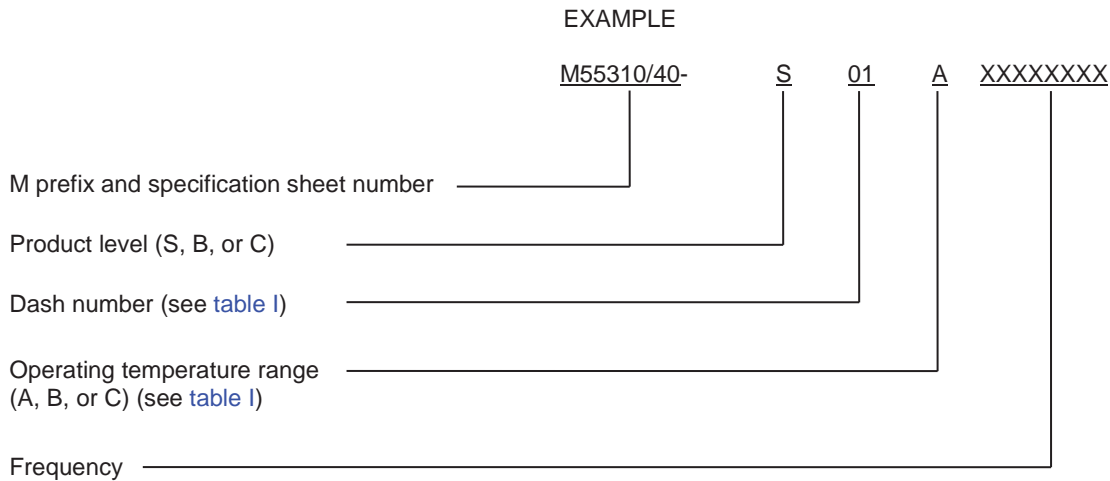 EXAMPLE
M55310/40- S 01 A XXXXXXXX
M prefix and specification sheet number
Product level (S, B, or C)
Dash number (see table I)
Operating temperature range
(A, B, or C) (see table I)
Frequency